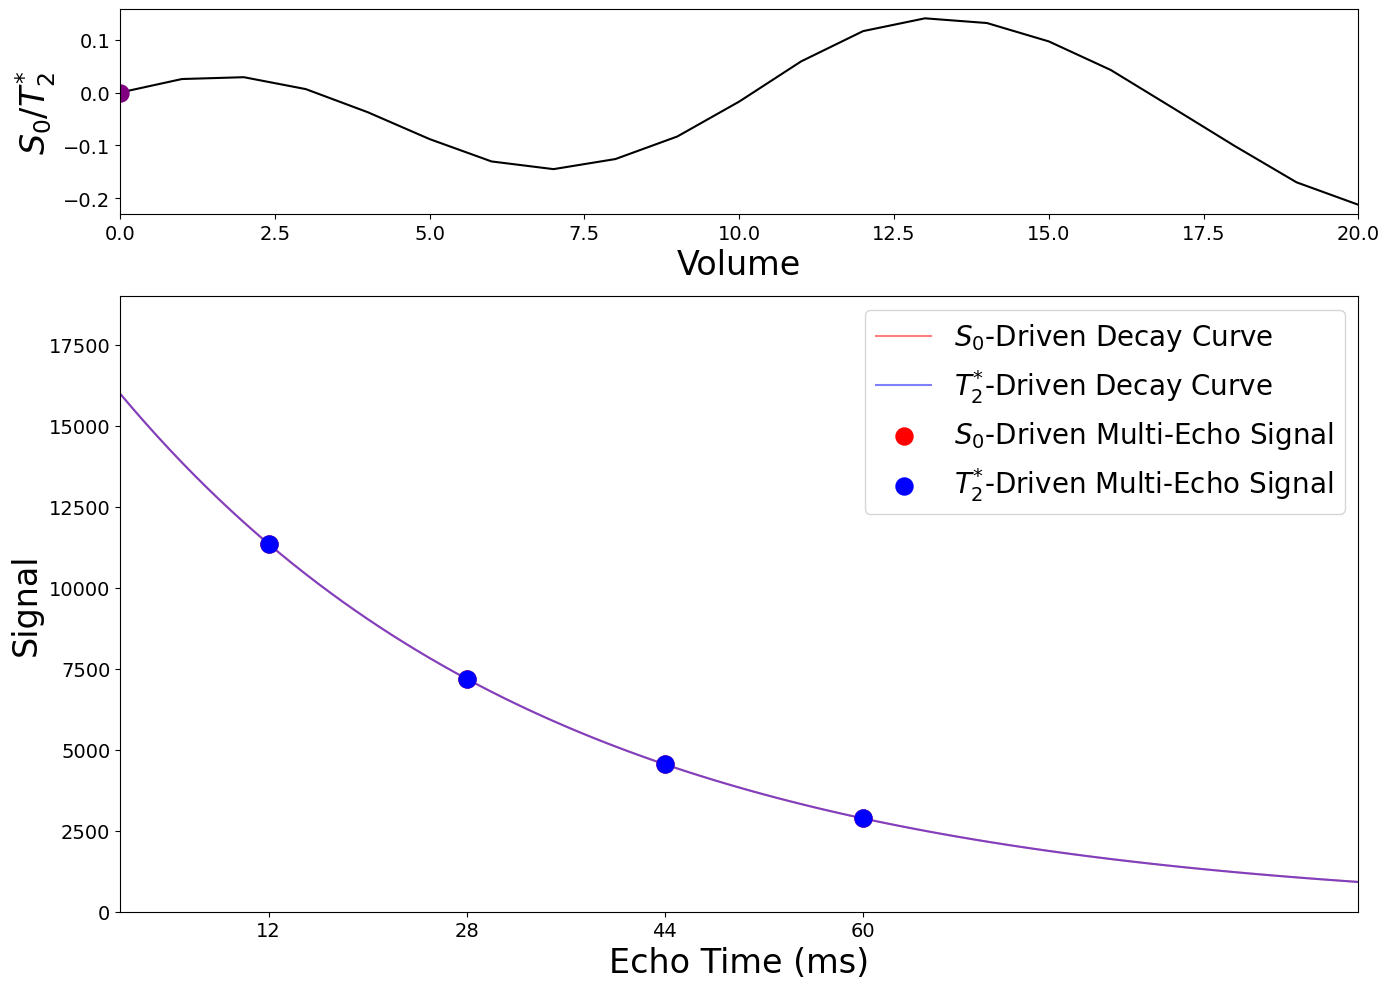 S₀/T₂*
0.1
0.0
−0.1
−0.2
0.0 2.5 5.0 7.5 10.0 12.5 15.0 17.5 20.0
Volume
Signal
17500
15000
12500
10000
7500
5000
2500
0
S₀-Driven Decay Curve
T₂*-Driven Decay Curve
S₀-Driven Multi-Echo Signal
T₂*-Driven Multi-Echo Signal
12 28 44 60
Echo Time (ms)